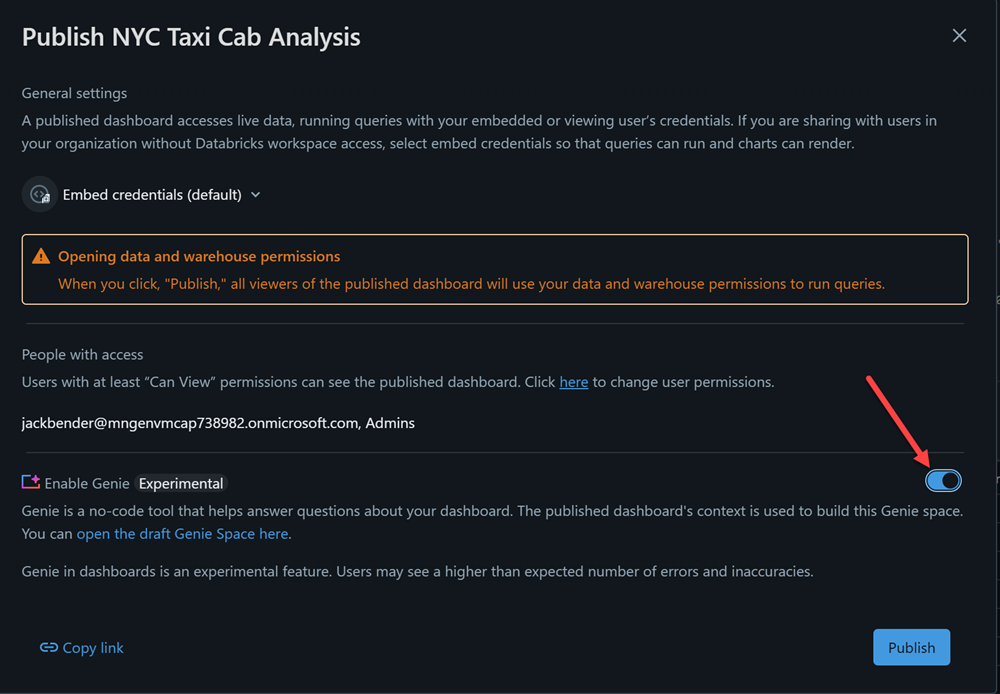 Publish NYC Taxi Cab Analysis
General settings
A published dashboard accesses live data, running queries with your embedded or viewing user’s credentials. If you are sharing with users in
your organization without Databricks workspace access, select embed credentials so that queries can run and charts can render.
Embed credentials (default)
Opening data and warehouse permissions
When you click, "Publish," all viewers of the published dashboard will use your data and warehouse permissions to run queries.
People with access
Users with at least “Can View” permissions can see the published dashboard. Click here to change user permissions.
jackbender@mngenvmcap738982.onmicrosoft.com, Admins
Enable Genie Experimental
Genie is a no-code tool that helps answer questions about your dashboard. The published dashboard's context is used to build this Genie space.
You can open the draft Genie Space here.
Genie in dashboards is an experimental feature. Users may see a higher than expected number of errors and inaccuracies.
Copy link
Publish